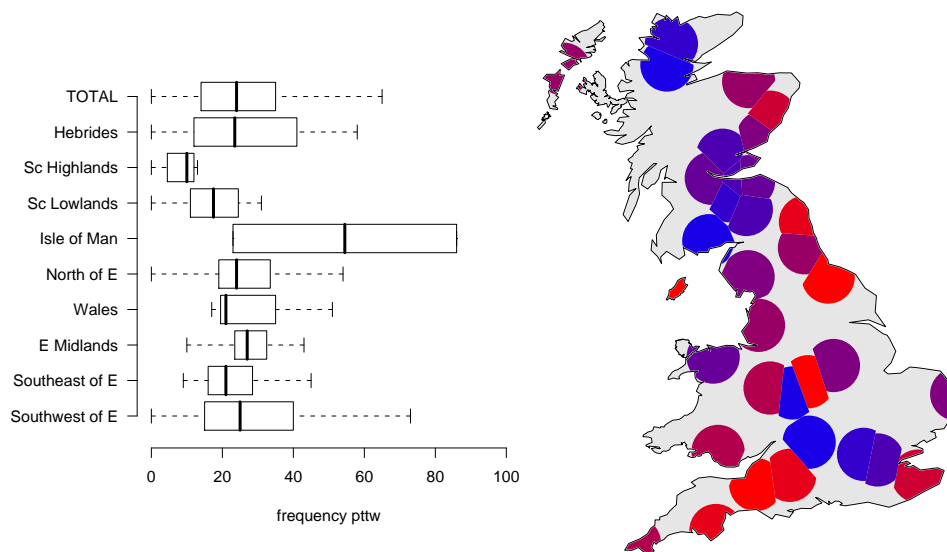 TOTAL
Hebrides
Sc Highlands
Sc Lowlands
Isle of Man
North of E
Wales
E Midlands
Southeast of E
Southwest of E
0 20 40 60 80 100
frequency pttw